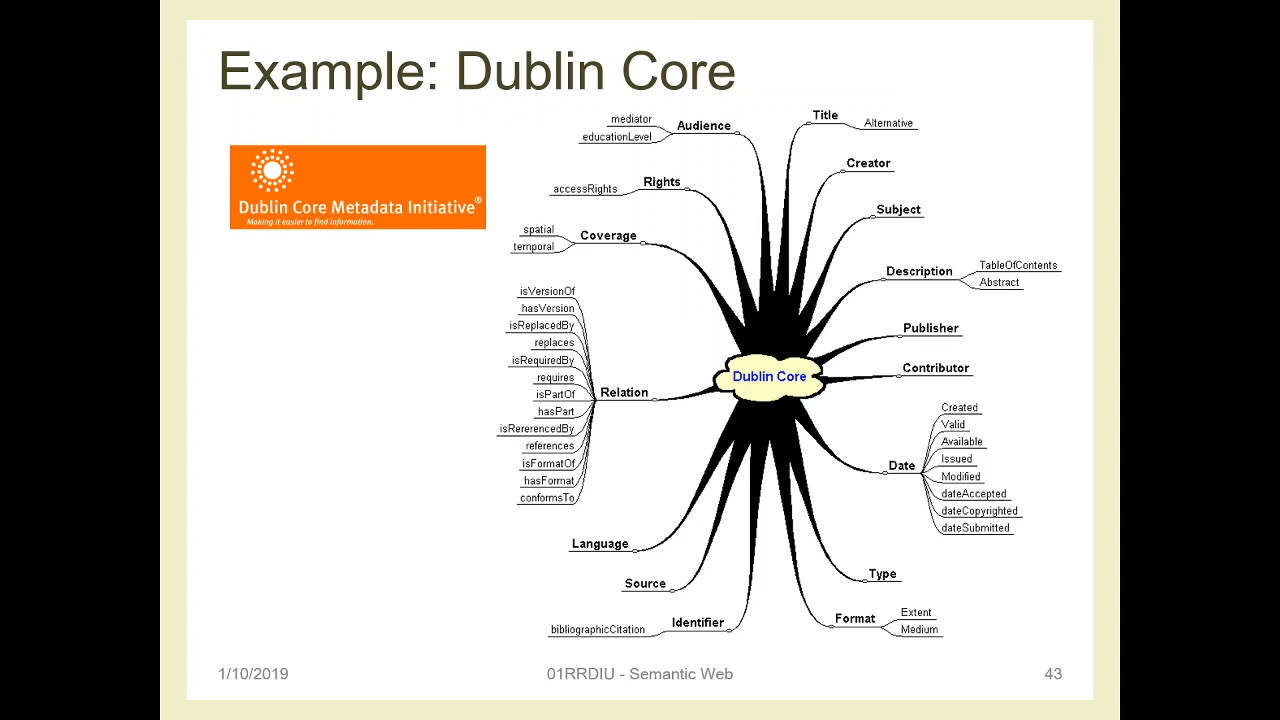 Example: Dublin Core
Dublin Core Metadata Initiative®
Making it easier to find information.
mediator
educationLevel
Audience
accessRights
Rights
spatial
temporal
Coverage
isVersionOf
hasVersion
isReplacedBy
replaces
isRequiredBy
requires
isPartOf
hasPart
isRererencedBy
references
isFormatOf
hasFormat
conformsTo
Relation
Language
Source
bibliographicCitation
Identifier
Dublin Core
Title
Alternative
Creator
Subject
Description
TableOfContents
Abstract
Publisher
Contributor
Date
Created
Valid
Available
Issued
Modified
dateAccepted
dateCopyrighted
dateSubmitted
Type
Format
Extent
Medium
1/10/2019
01RRDIU - Semantic Web
43